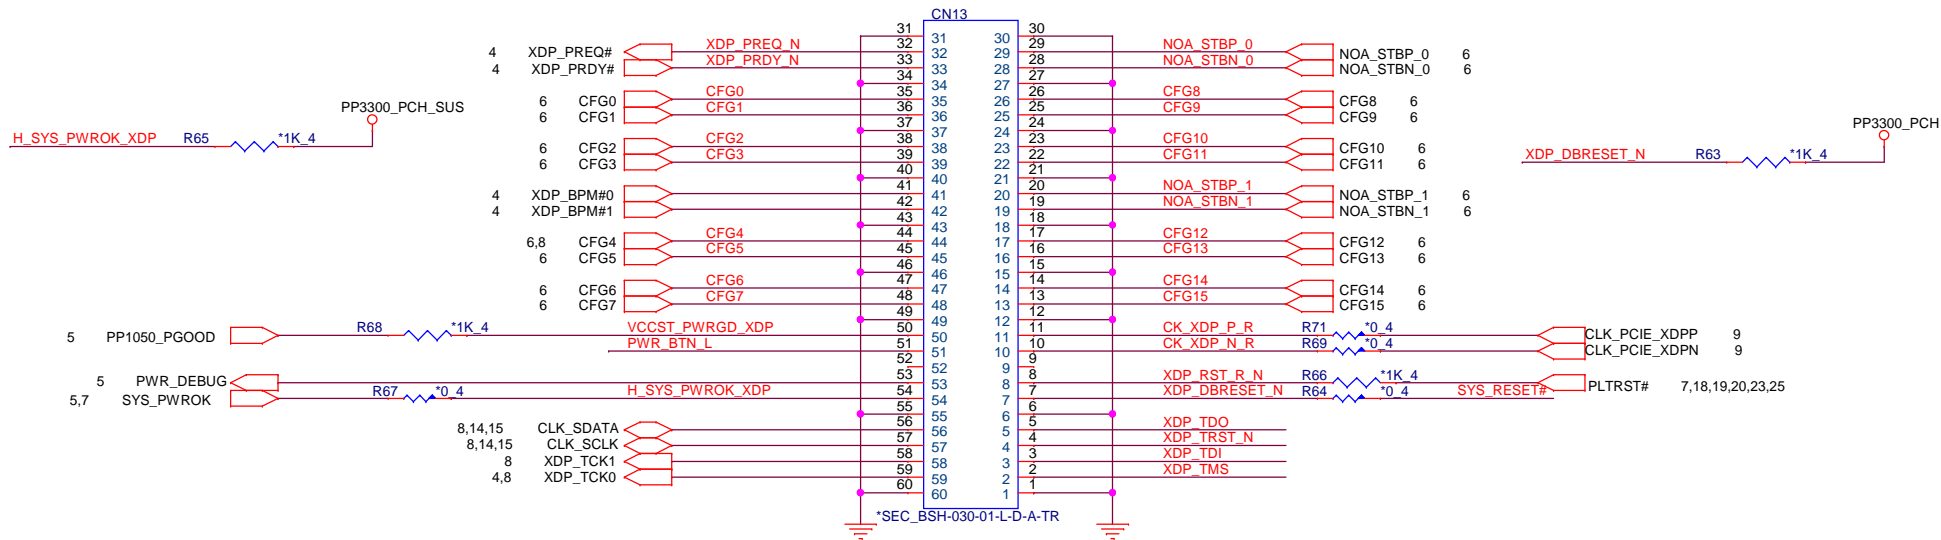 CN13
31 31 30 30
4 XDP_PREQ# XDP_PREQ_N 32 32 29 29 NOA_STBP_0 NOA_STBP_0 6
4 XDP_PRDY# XDP_PRDY_N 33 33 28 28 NOA_STBN_0 NOA_STBN_0 6
34 34 27 27
6 CFG0 CFG0 35 35 26 26 CFG8 CFG8 6
6 CFG1 CFG1 36 36 25 25 CFG9 CFG9 6
PP3300_PCH_SUS
37 37 24 24
PP3300_PCH
H_SYS_PWROK_XDP R65 *1K_4
6 CFG2 CFG2 38 38 23 23 CFG10 CFG10 6
6 CFG3 CFG3 39 39 22 22 CFG11 CFG11 6
XDP_DBRESET_N R63 *1K_4
40 40 21 21
4 XDP_BPM#0 41 41 20 20 NOA_STBP_1 NOA_STBP_1 6
4 XDP_BPM#1 42 42 19 19 NOA_STBN_1 NOA_STBN_1 6
43 43 18 18
6,8 CFG4 CFG4 44 44 17 17 CFG12 CFG12 6
6 CFG5 CFG5 45 45 16 16 CFG13 CFG13 6
46 46 15 15
6 CFG6 CFG6 47 47 14 14 CFG14 CFG14 6
6 CFG7 CFG7 48 48 13 13 CFG15 CFG15 6
49 49 12 12
5 PP1050_PGOOD R68 *1K_4 VCCST_PWRGD_XDP 50 50 11 11 CK_XDP_P_R R71 *0_4 CLK_PCIE_XDPP 9
PWR_BTN_L 51 51 10 10 CK_XDP_N_R R69 *0_4 CLK_PCIE_XDPN 9
52 52 9 9
5 PWR_DEBUG 53 53 8 8 XDP_RST_R_N R66 *1K_4 PLTRST# 7,18,19,20,23,25
5,7 SYS_PWROK R67 *0_4 H_SYS_PWROK_XDP 54 54 7 7 XDP_DBRESET_N R64 *0_4 SYS_RESET#
55 55 6 6
8,14,15 CLK_SDATA 56 56 5 5 XDP_TDO
8,14,15 CLK_SCLK 57 57 4 4 XDP_TRST_N
8 XDP_TCK1 58 58 3 3 XDP_TDI
4,8 XDP_TCK0 59 59 2 2 XDP_TMS
60 60 1 1
*SEC_BSH-030-01-L-D-A-TR